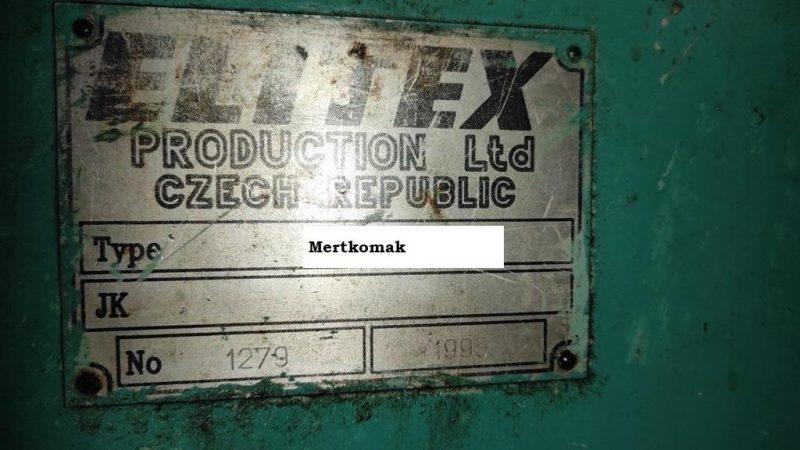 ELITEX
PRODUCTION Ltd
CZECH REPUBLIC
Type Mertkomak
JK
No 1279